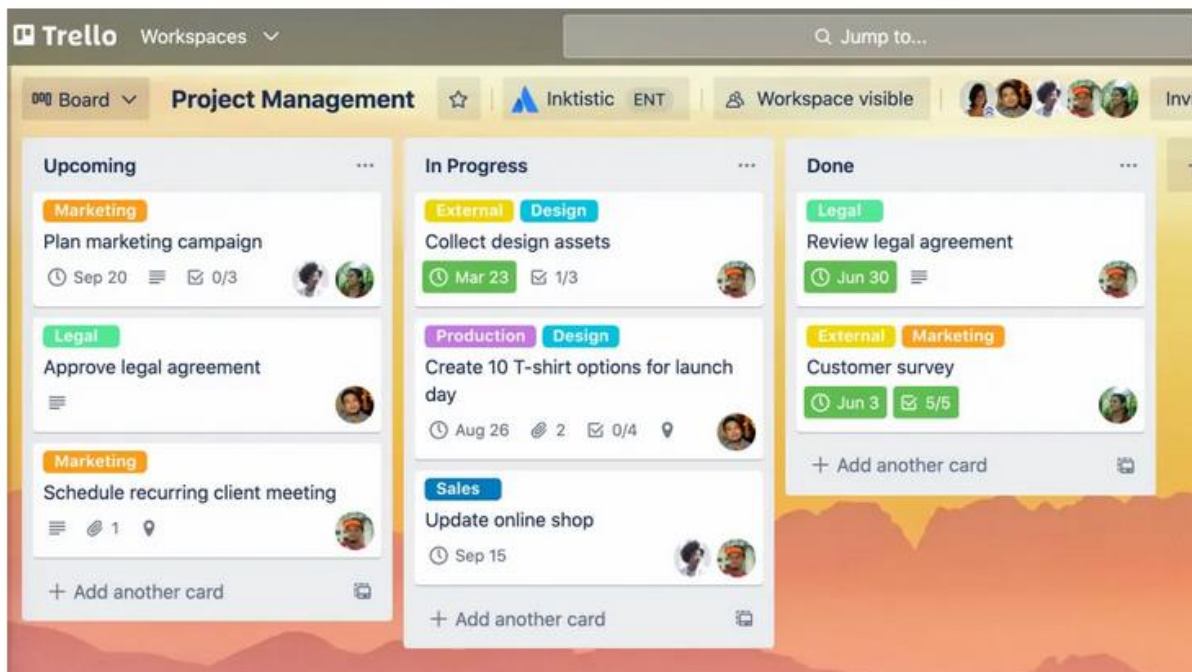 Trello Workspaces
Jump to...
Board
Project Management
Inktistic ENT
Workspace visible
Inv
Upcoming
Marketing
Plan marketing campaign
Sep 20 0/3
Legal
Approve legal agreement
Marketing
Schedule recurring client meeting
1
+ Add another card
In Progress
External Design
Collect design assets
Mar 23 1/3
Production Design
Create 10 T-shirt options for launch
day
Aug 26 2 0/4
Sales
Update online shop
Sep 15
+ Add another card
Done
Legal
Review legal agreement
Jun 30
External Marketing
Customer survey
Jun 3 5/5
+ Add another card